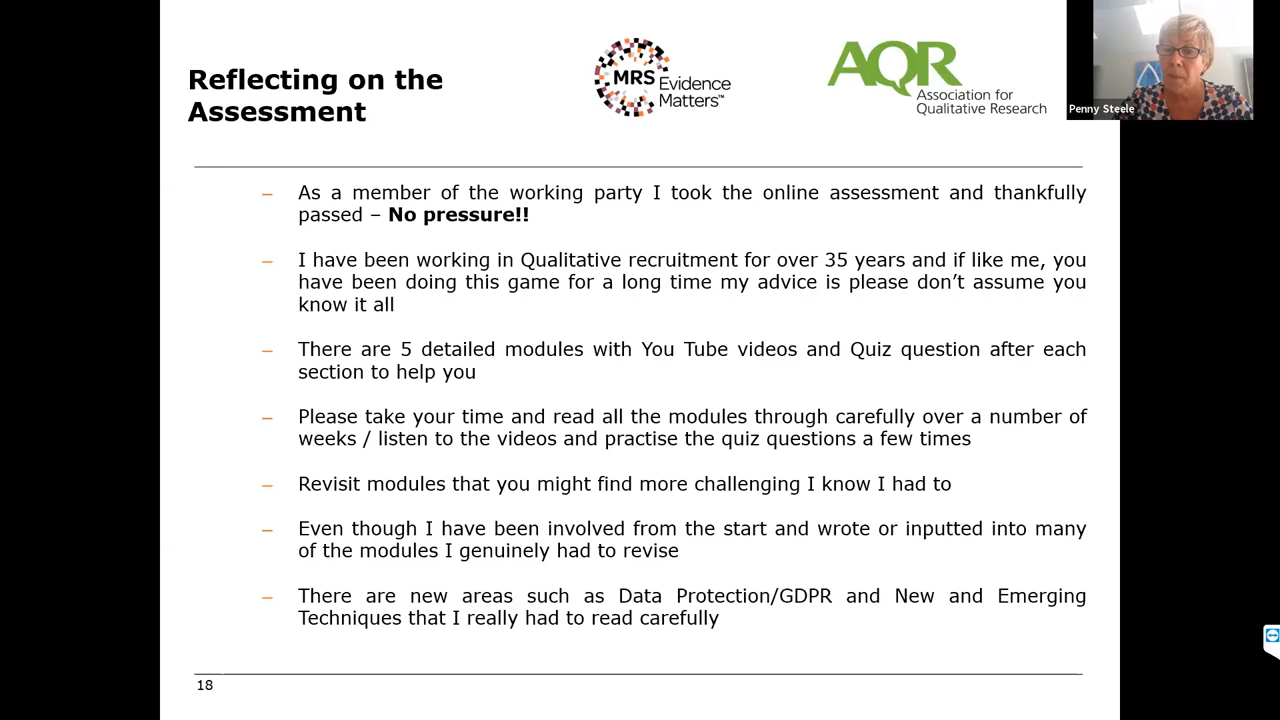 Reflecting on the
Assessment
MRS Evidence
Matters™
AQR
Association for
Qualitative Research
Penny Steele
– As a member of the working party I took the online assessment and thankfully
passed – No pressure!!
– I have been working in Qualitative recruitment for over 35 years and if like me, you
have been doing this game for a long time my advice is please don’t assume you
know it all
– There are 5 detailed modules with You Tube videos and Quiz question after each
section to help you
– Please take your time and read all the modules through carefully over a number of
weeks / listen to the videos and practise the quiz questions a few times
– Revisit modules that you might find more challenging I know I had to
– Even though I have been involved from the start and wrote or inputted into many
of the modules I genuinely had to revise
– There are new areas such as Data Protection/GDPR and New and Emerging
Techniques that I really had to read carefully
18